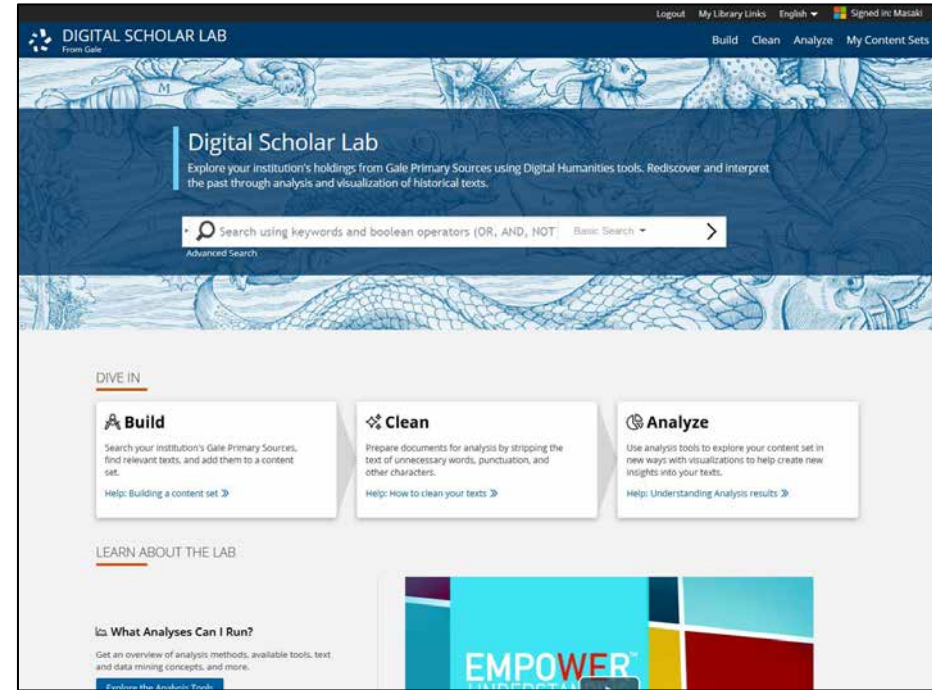 Logout My Library Links English Signed in: Masaki
DIGITAL SCHOLAR LAB
From Gale
Build Clean Analyze My Content Sets
M
Digital Scholar Lab
Explore your institution's holdings from Gale Primary Sources using Digital Humanities tools. Rediscover and interpret
the past through analysis and visualization of historical texts.
Search using keywords and boolean operators (OR, AND, NOT) Basic Search
Advanced Search
DIVE IN
Build
Search your institution's Gale Primary Sources,
find relevant texts, and add them to a content
set.
Help: Building a content set »
Clean
Prepare documents for analysis by stripping the
text of unnecessary words, punctuation, and
other characters.
Help: How to clean your texts »
Analyze
Use analysis tools to explore your content set in
new ways with visualizations to help create new
insights into your texts.
Help: Understanding Analysis results »
LEARN ABOUT THE LAB
What Analyses Can I Run?
Get an overview of analysis methods, available tools, text
and data mining concepts, and more.
Explore the Analysis Tools
EMPOWER™